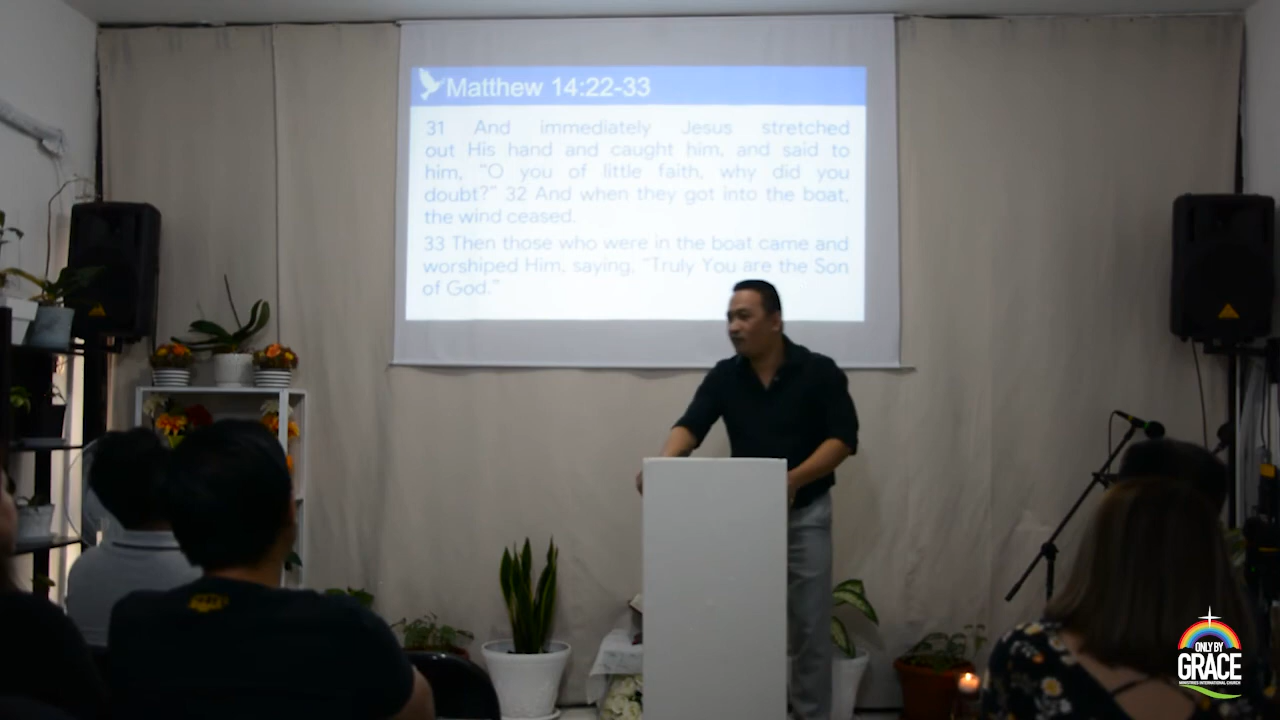 Matthew 14:22-33
31 And immediately Jesus stretched
out His hand and caught him, and said to
him, “O you of little faith, why did you
doubt?” 32 And when they got into the boat,
the wind ceased.
33 Then those who were in the boat came and
worshiped Him, saying, “Truly You are the Son
of God.”
ONLY BY
GRACE
MINISTRIES INTERNATIONAL CHURCH